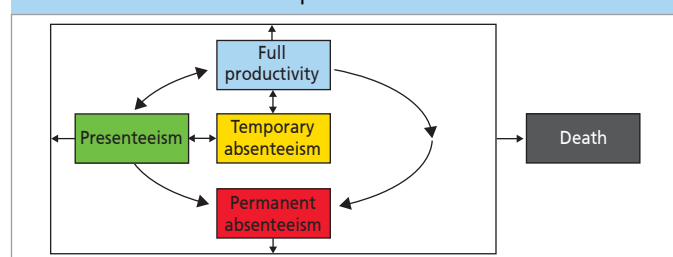 Full
productivity
Presenteeism
Temporary
absenteeism
Death
Permanent
absenteeism